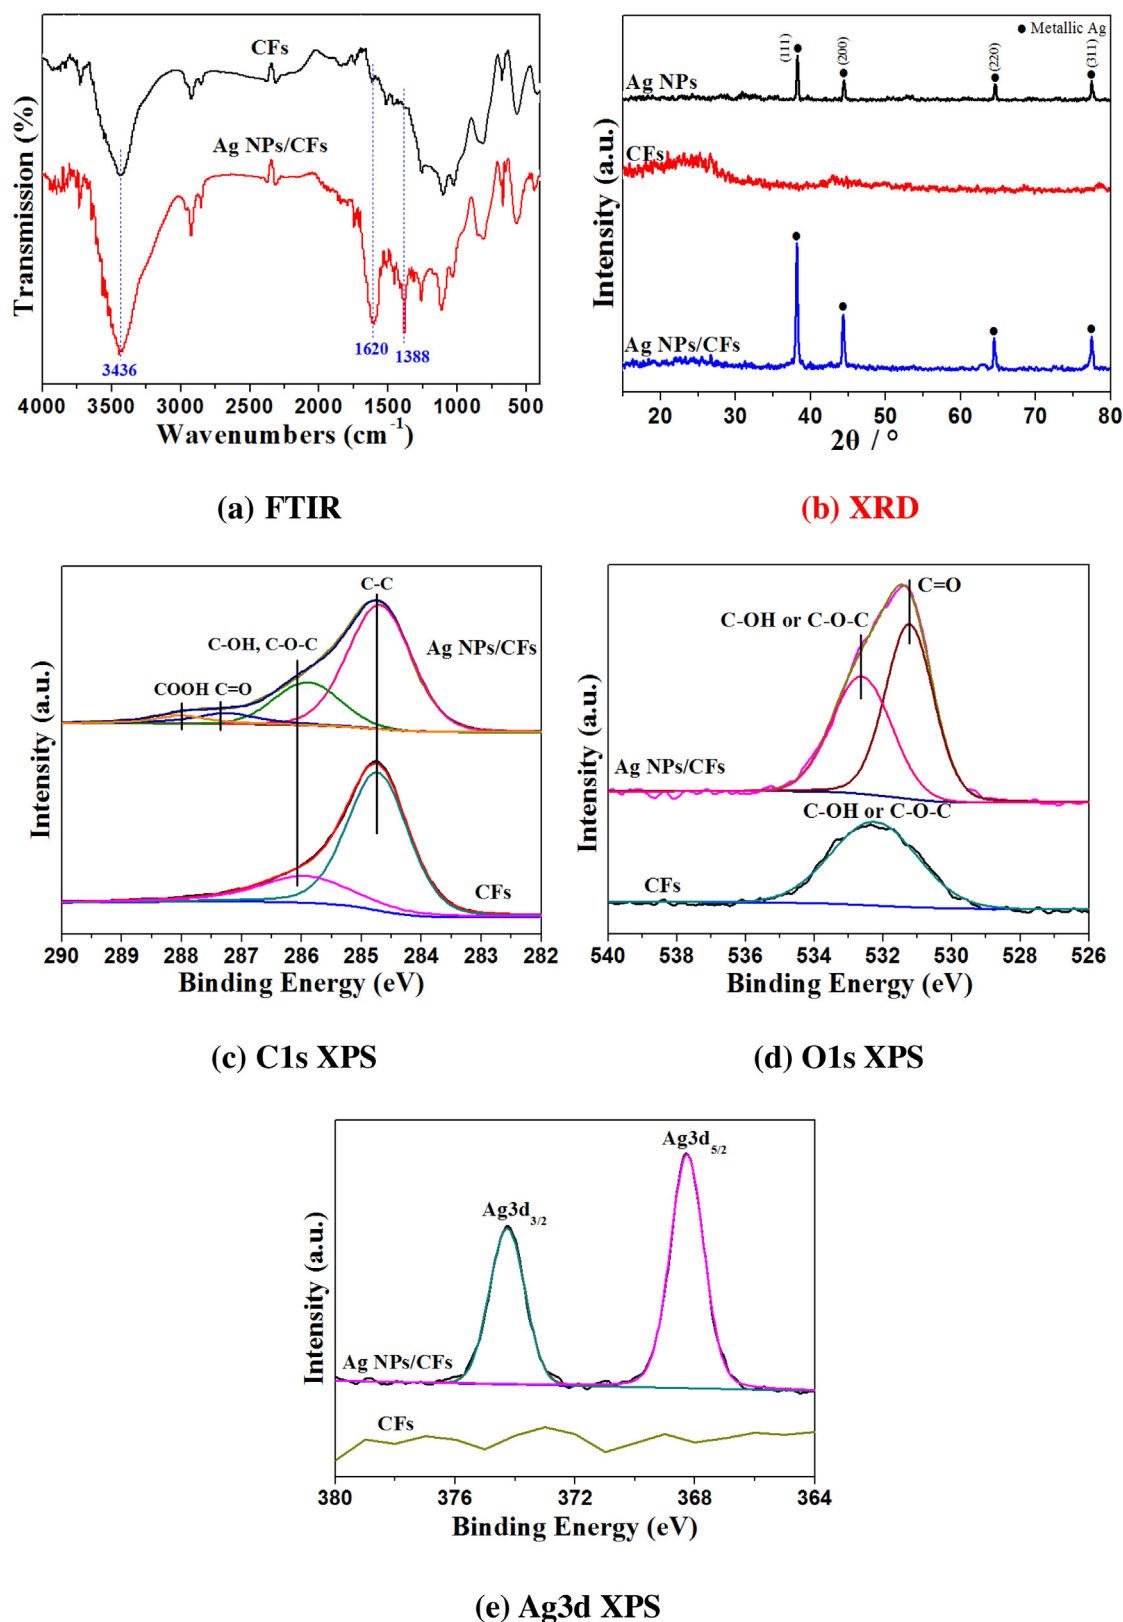 CFs
Ag NPs/CFs
3436
1620
1388
Transmission (%)
4000 3500 3000 2500 2000 1500 1000 500
Wavenumbers (cm-1)
(a) FTIR
● Metallic Ag
(111)
(200)
(220)
(311)
Ag NPs
CFs
Ag NPs/CFs
Intensity (a.u.)
20 30 40 50 60 70 80
2θ / °
(b) XRD
C-C
C-OH, C-O-C
COOH C=O
Ag NPs/CFs
CFs
Intensity (a.u.)
290 289 288 287 286 285 284 283 282
Binding Energy (eV)
(c) C1s XPS
C=O
C-OH or C-O-C
Ag NPs/CFs
C-OH or C-O-C
CFs
Intensity (a.u.)
540 538 536 534 532 530 528 526
Binding Energy (eV)
(d) O1s XPS
Ag3d5/2
Ag3d3/2
Ag NPs/CFs
CFs
Intensity (a.u.)
380 376 372 368 364
Binding Energy (eV)
(e) Ag3d XPS